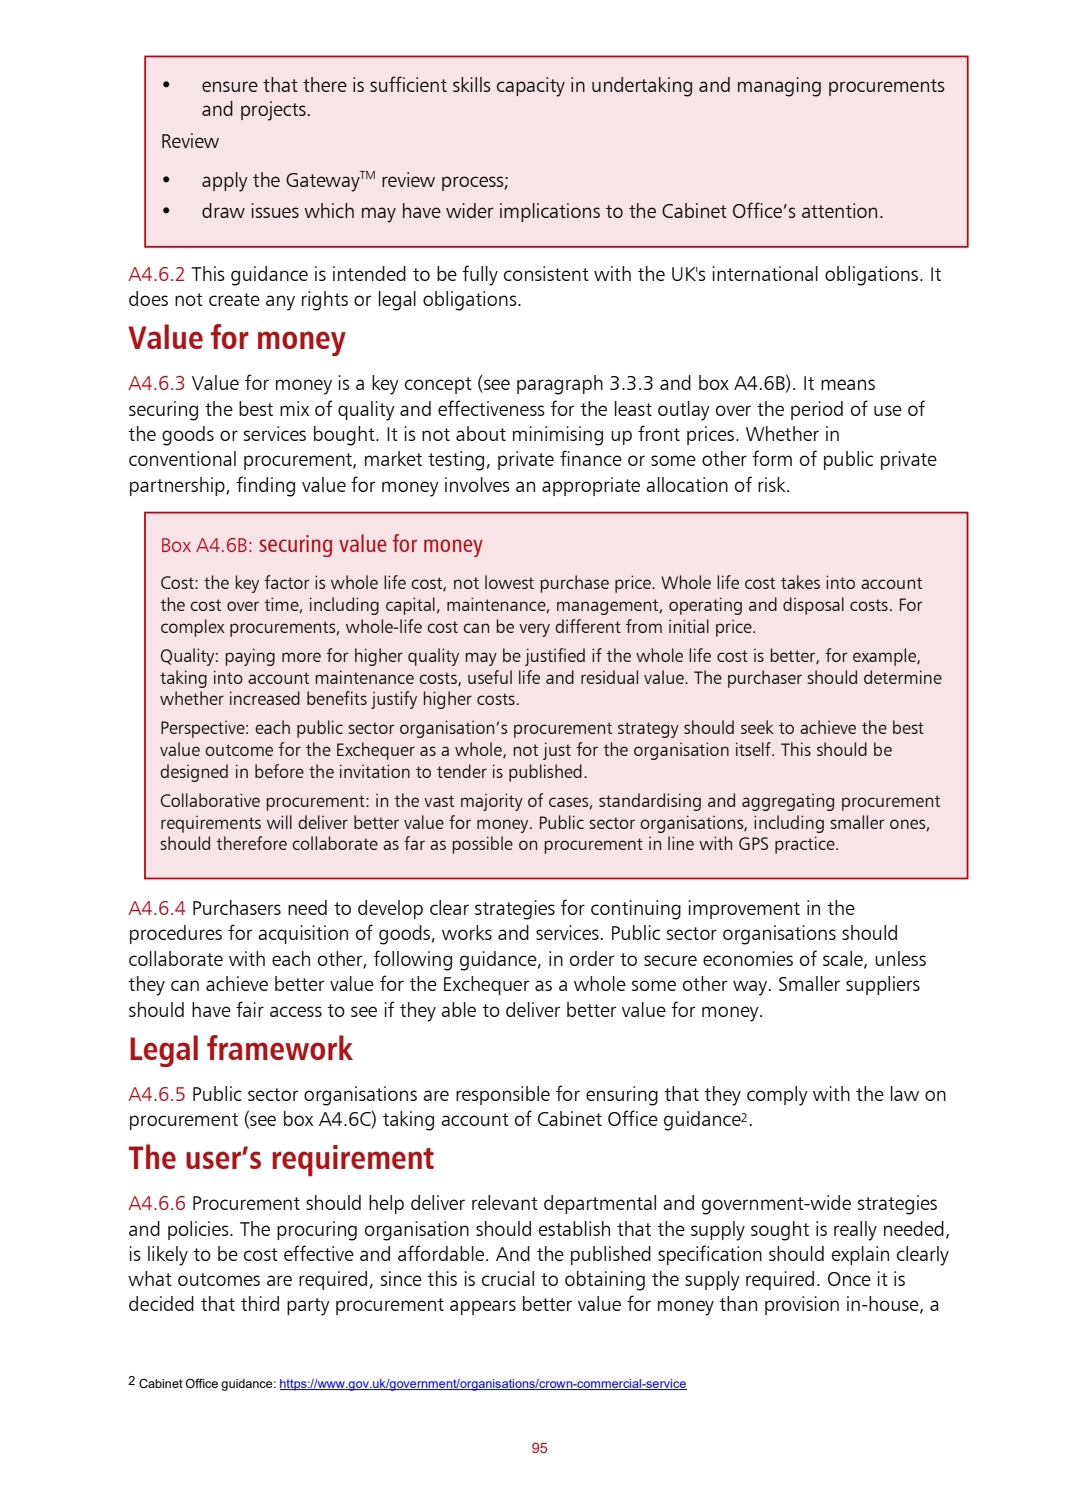 • ensure that there is sufficient skills capacity in undertaking and managing procurements
and projects.
Review
• apply the Gateway™ review process;
• draw issues which may have wider implications to the Cabinet Office’s attention.
A4.6.2 This guidance is intended to be fully consistent with the UK's international obligations. It
does not create any rights or legal obligations.
Value for money
A4.6.3 Value for money is a key concept (see paragraph 3.3.3 and box A4.6B). It means
securing the best mix of quality and effectiveness for the least outlay over the period of use of
the goods or services bought. It is not about minimising up front prices. Whether in
conventional procurement, market testing, private finance or some other form of public private
partnership, finding value for money involves an appropriate allocation of risk.
Box A4.6B: securing value for money
Cost: the key factor is whole life cost, not lowest purchase price. Whole life cost takes into account
the cost over time, including capital, maintenance, management, operating and disposal costs. For
complex procurements, whole-life cost can be very different from initial price.
Quality: paying more for higher quality may be justified if the whole life cost is better, for example,
taking into account maintenance costs, useful life and residual value. The purchaser should determine
whether increased benefits justify higher costs.
Perspective: each public sector organisation’s procurement strategy should seek to achieve the best
value outcome for the Exchequer as a whole, not just for the organisation itself. This should be
designed in before the invitation to tender is published.
Collaborative procurement: in the vast majority of cases, standardising and aggregating procurement
requirements will deliver better value for money. Public sector organisations, including smaller ones,
should therefore collaborate as far as possible on procurement in line with GPS practice.
A4.6.4 Purchasers need to develop clear strategies for continuing improvement in the
procedures for acquisition of goods, works and services. Public sector organisations should
collaborate with each other, following guidance, in order to secure economies of scale, unless
they can achieve better value for the Exchequer as a whole some other way. Smaller suppliers
should have fair access to see if they able to deliver better value for money.
Legal framework
A4.6.5 Public sector organisations are responsible for ensuring that they comply with the law on
procurement (see box A4.6C) taking account of Cabinet Office guidance2.
The user’s requirement
A4.6.6 Procurement should help deliver relevant departmental and government-wide strategies
and policies. The procuring organisation should establish that the supply sought is really needed,
is likely to be cost effective and affordable. And the published specification should explain clearly
what outcomes are required, since this is crucial to obtaining the supply required. Once it is
decided that third party procurement appears better value for money than provision in-house, a
2 Cabinet Office guidance: https://www.gov.uk/government/organisations/crown-commercial-service
95